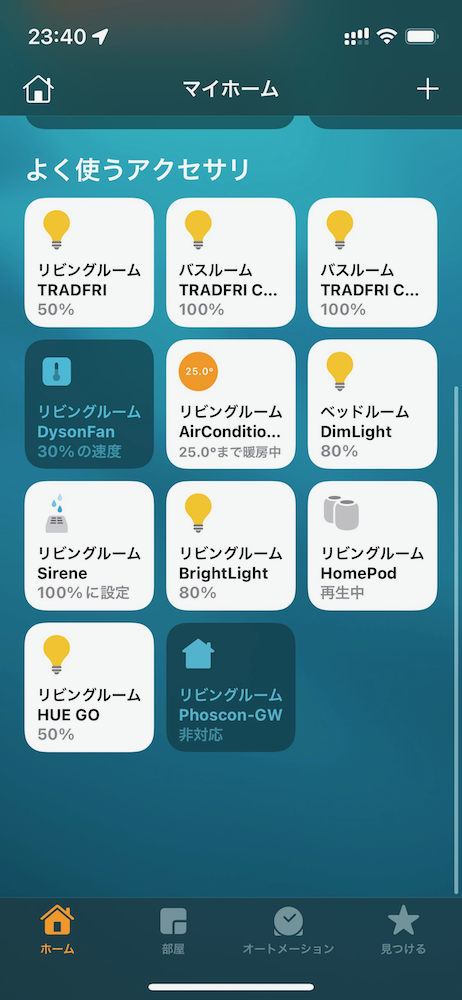 23:40
マイホーム
よく使うアクセサリ
リビングルーム
TRADFRI
50%
バスルーム
TRADFRI C...
100%
バスルーム
TRADFRI C...
100%
リビングルーム
DysonFan
30%の速度
25.0°
リビングルーム
AirConditio...
25.0°まで暖房中
ベッドルーム
DimLight
80%
リビングルーム
Sirene
100%に設定
リビングルーム
BrightLight
80%
リビングルーム
HomePod
再生中
リビングルーム
HUE GO
50%
リビングルーム
Phoscon-GW
非対応
ホーム
部屋
オートメーション
見つける